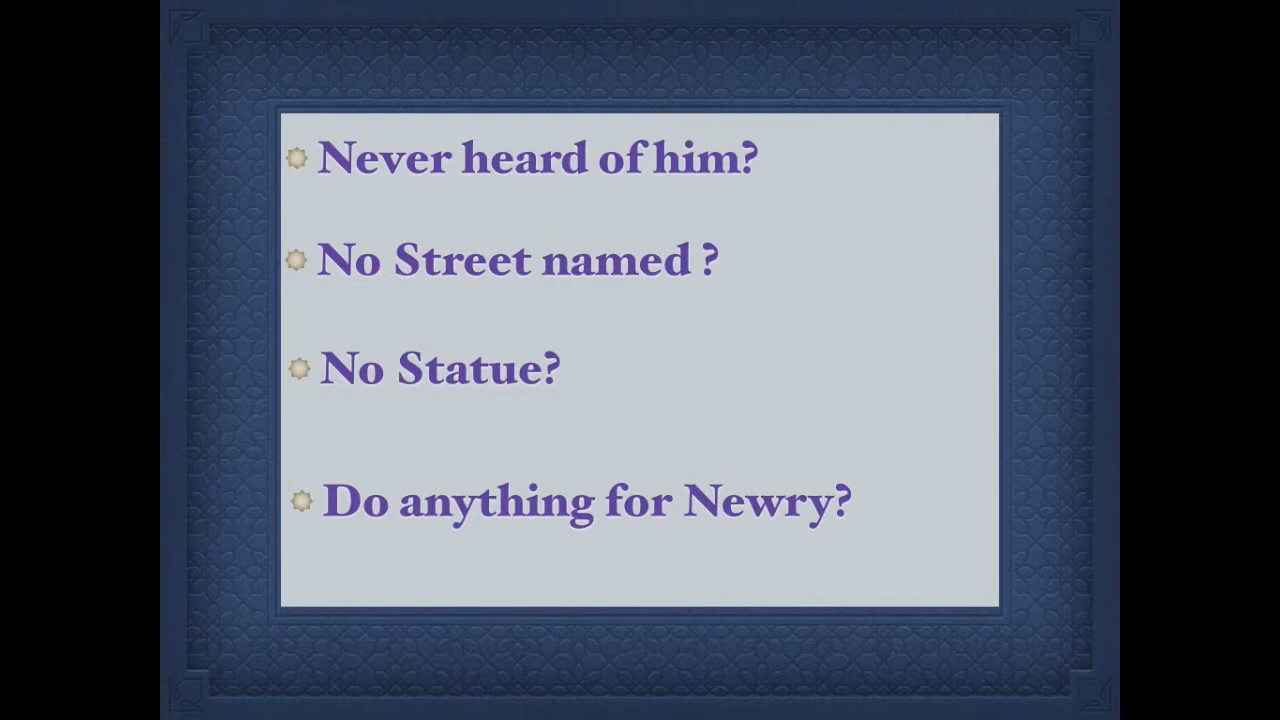 Never heard of him?
No Street named ?
No Statue?
Do anything for Newry?